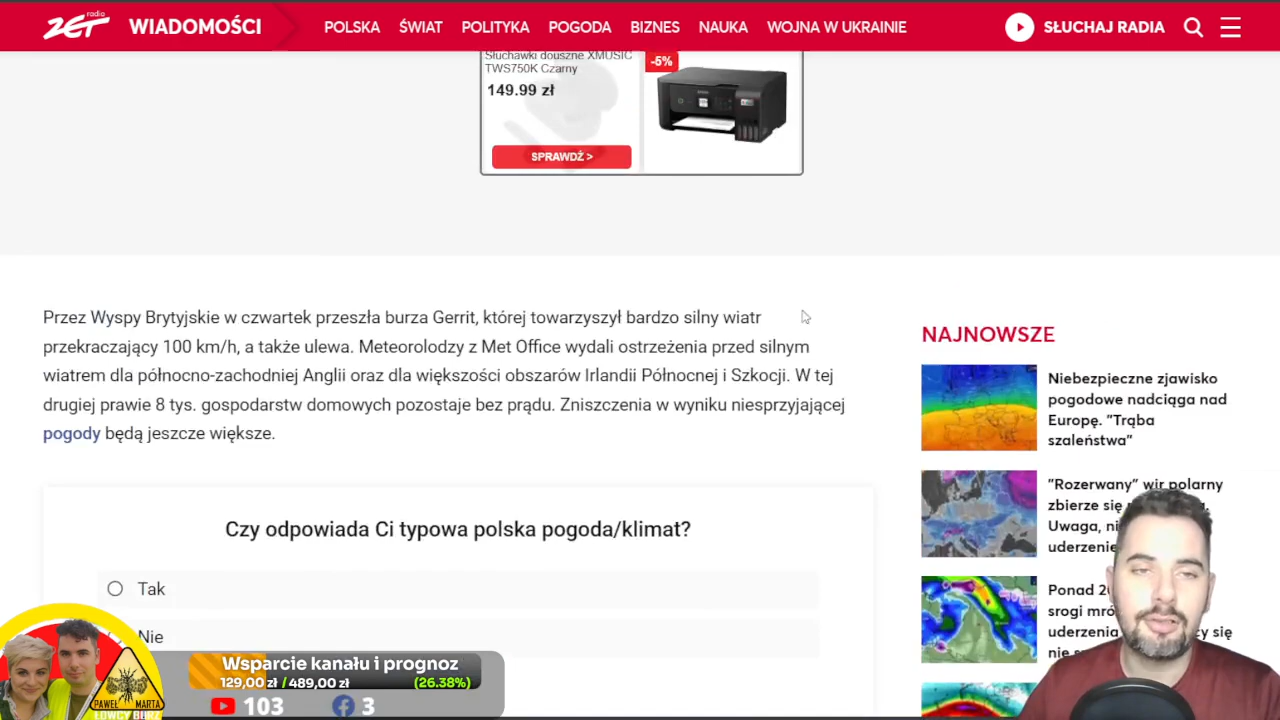 ZET radio
WIADOMOŚCI
POLSKA
ŚWIAT
POLITYKA
POGODA
BIZNES
NAUKA
WOJNA W UKRAINIE
SŁUCHAJ RADIA
Słuchawki douszne XMUSIC
TWS750K Czarny
149.99 zł
SPRAWDŹ >
-5%
Przez Wyspy Brytyjskie w czwartek przeszła burza Gerrit, której towarzyszył bardzo silny wiatr
przekraczający 100 km/h, a także ulewa. Meteorolodzy z Met Office wydali ostrzeżenia przed silnym
wiatrem dla północno-zachodniej Anglii oraz dla większości obszarów Irlandii Północnej i Szkocji. W tej
drugiej prawie 8 tys. gospodarstw domowych pozostaje bez prądu. Zniszczenia w wyniku niesprzyjającej
pogody będą jeszcze większe.
Czy odpowiada Ci typowa polska pogoda/klimat?
Tak
Nie
NAJNOWSZE
Niebezpieczne zjawisko
pogodowe nadciąga nad
Europę. "Trąba
szaleństwa"
"Rozerwany" wir polarny
zbierze się
Uwaga,
uderzenie
Ponad
srogi
uderzenia
się
Wsparcie kanału i prognoz
129,00 zł / 489,00 zł
(26.38%)
103
3
PAWEŁ MARTA
ŁOWCY BURZ